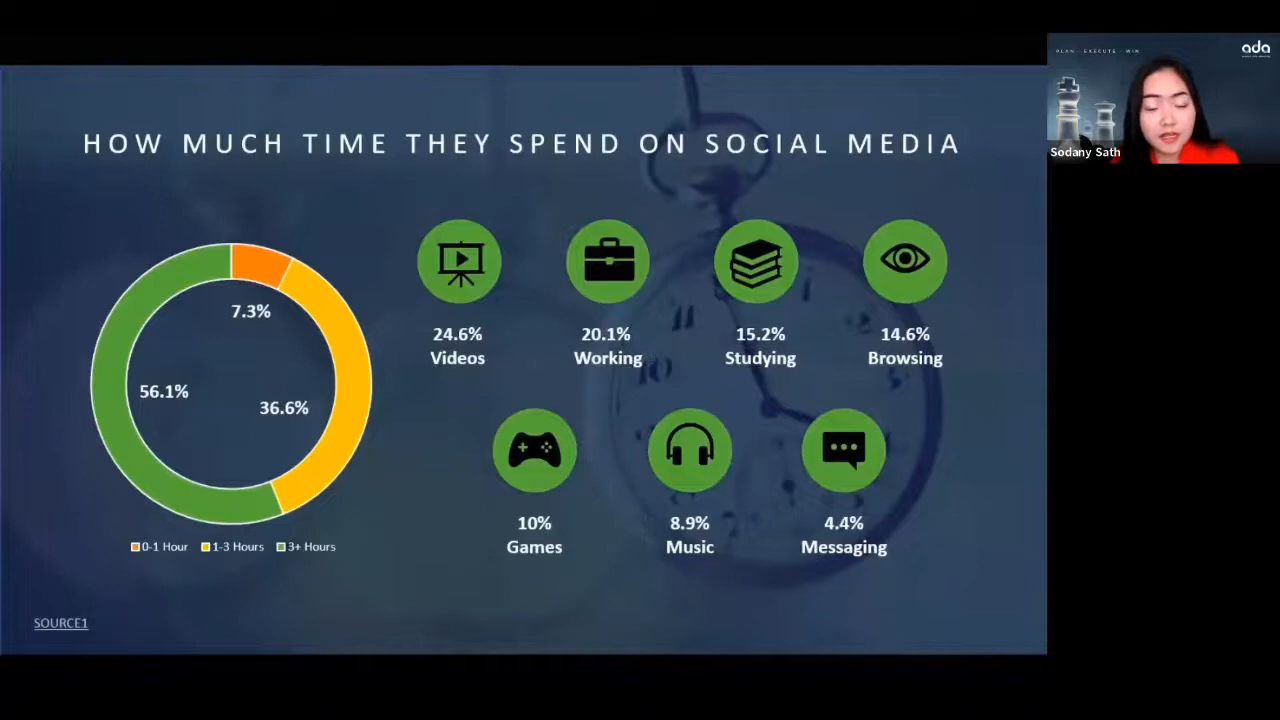 HOW MUCH TIME THEY SPEND ON SOCIAL MEDIA
7.3%
56.1%
36.6%
0-1 Hour 1-3 Hours 3+ Hours
24.6%
Videos
20.1%
Working
15.2%
Studying
14.6%
Browsing
10%
Games
8.9%
Music
4.4%
Messaging
SOURCE1
PLAN EXECUTE WIN
ada
Sodany Sath